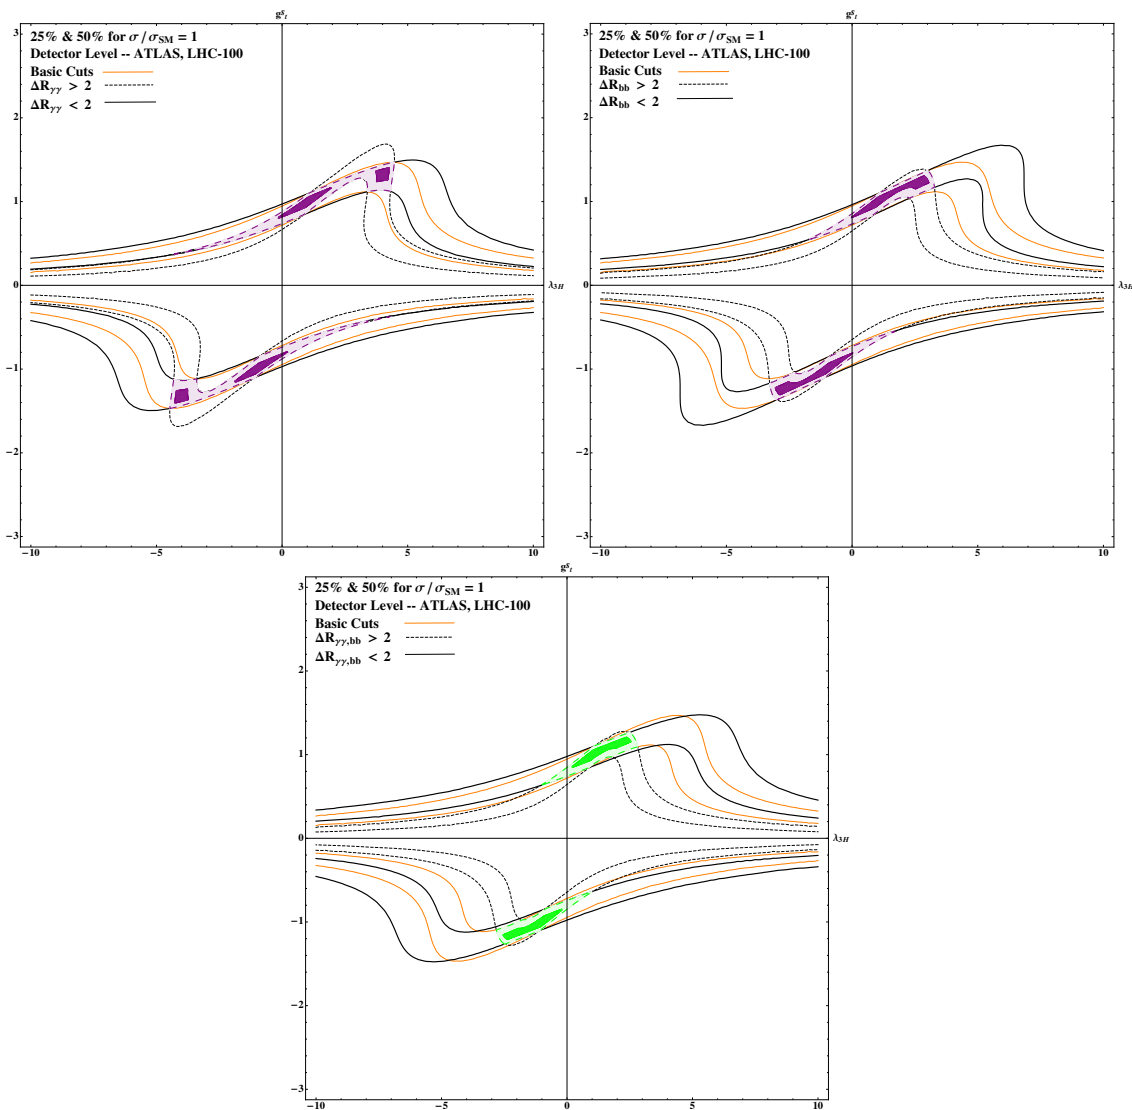 g^S_t
25% & 50% for σ/σ_SM = 1
Detector Level -- ATLAS, LHC-100
Basic Cuts
ΔR_γγ > 2
ΔR_γγ < 2
3
2
1
0
−1
−2
−3
λ_3H
−10 −5 0 5 10
g^S_t
25% & 50% for σ/σ_SM = 1
Detector Level -- ATLAS, LHC-100
Basic Cuts
ΔR_bb > 2
ΔR_bb < 2
3
2
1
0
−1
−2
−3
λ_3H
−10 −5 0 5 10
g^S_t
25% & 50% for σ/σ_SM = 1
Detector Level -- ATLAS, LHC-100
Basic Cuts
ΔR_γγ,bb > 2
ΔR_γγ,bb < 2
3
2
1
0
−1
−2
−3
λ_3H
−10 −5 0 5 10